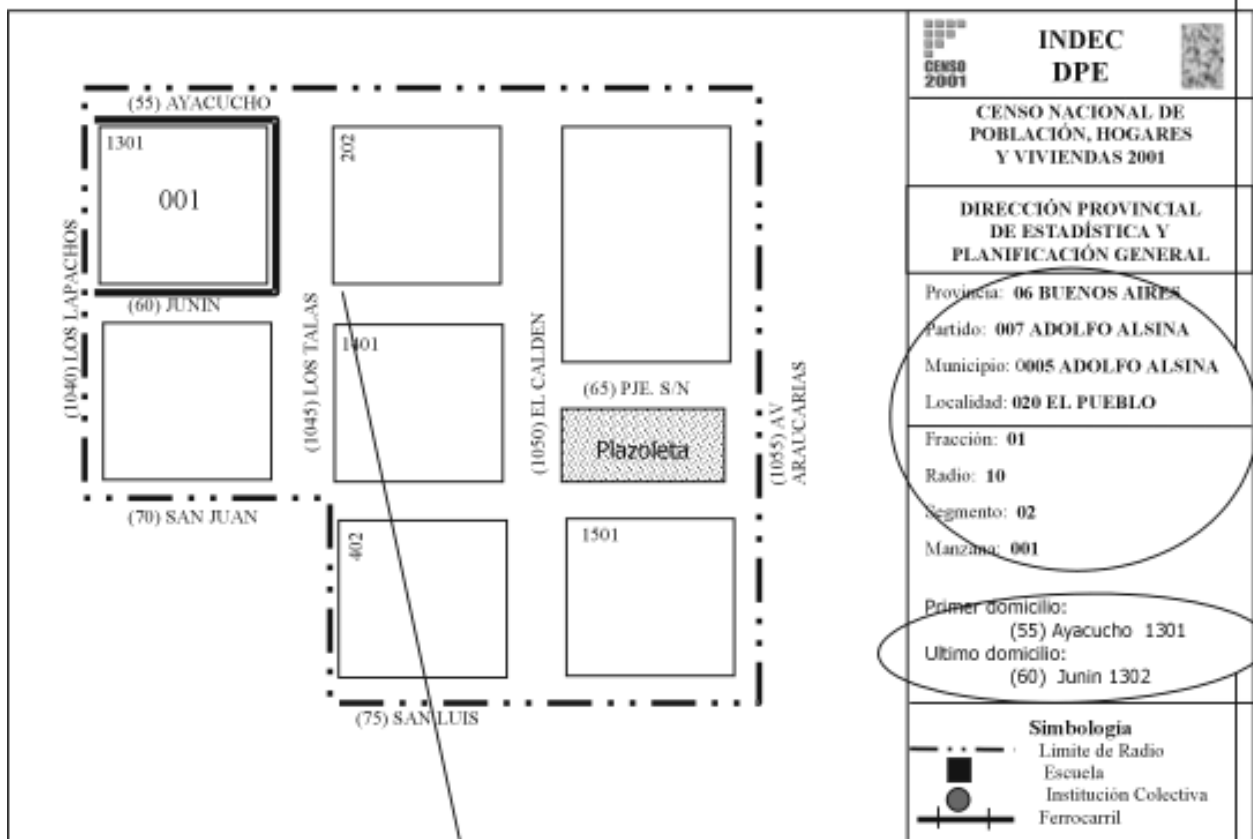 (55) AYACUCHO
1301
001
202
(1040) LOS LAPACHOS
(60) JUNIN
(1045) LOS TALAS
1401
(1050) EL CALDEN
(65) PJE. S/N
Plazoleta
(1055) AV
ARAUCARIAS
(70) SAN JUAN
402
1501
(75) SAN LUIS
CENSO
2001
INDEC
DPE
CENSO NACIONAL DE
POBLACIÓN, HOGARES
Y VIVIENDAS 2001
DIRECCIÓN PROVINCIAL
DE ESTADÍSTICA Y
PLANIFICACIÓN GENERAL
Provincia: 06 BUENOS AIRES
Partido: 007 ADOLFO ALSINA
Municipio: 0005 ADOLFO ALSINA
Localidad: 020 EL PUEBLO
Fracción: 01
Radio: 10
Segmento: 02
Manzana: 001
Primer domicilio:
(55) Ayacucho 1301
Ultimo domicilio:
(60) Junin 1302
Simbología
Límite de Radio
Escuela
Institución Colectiva
Ferrocarril